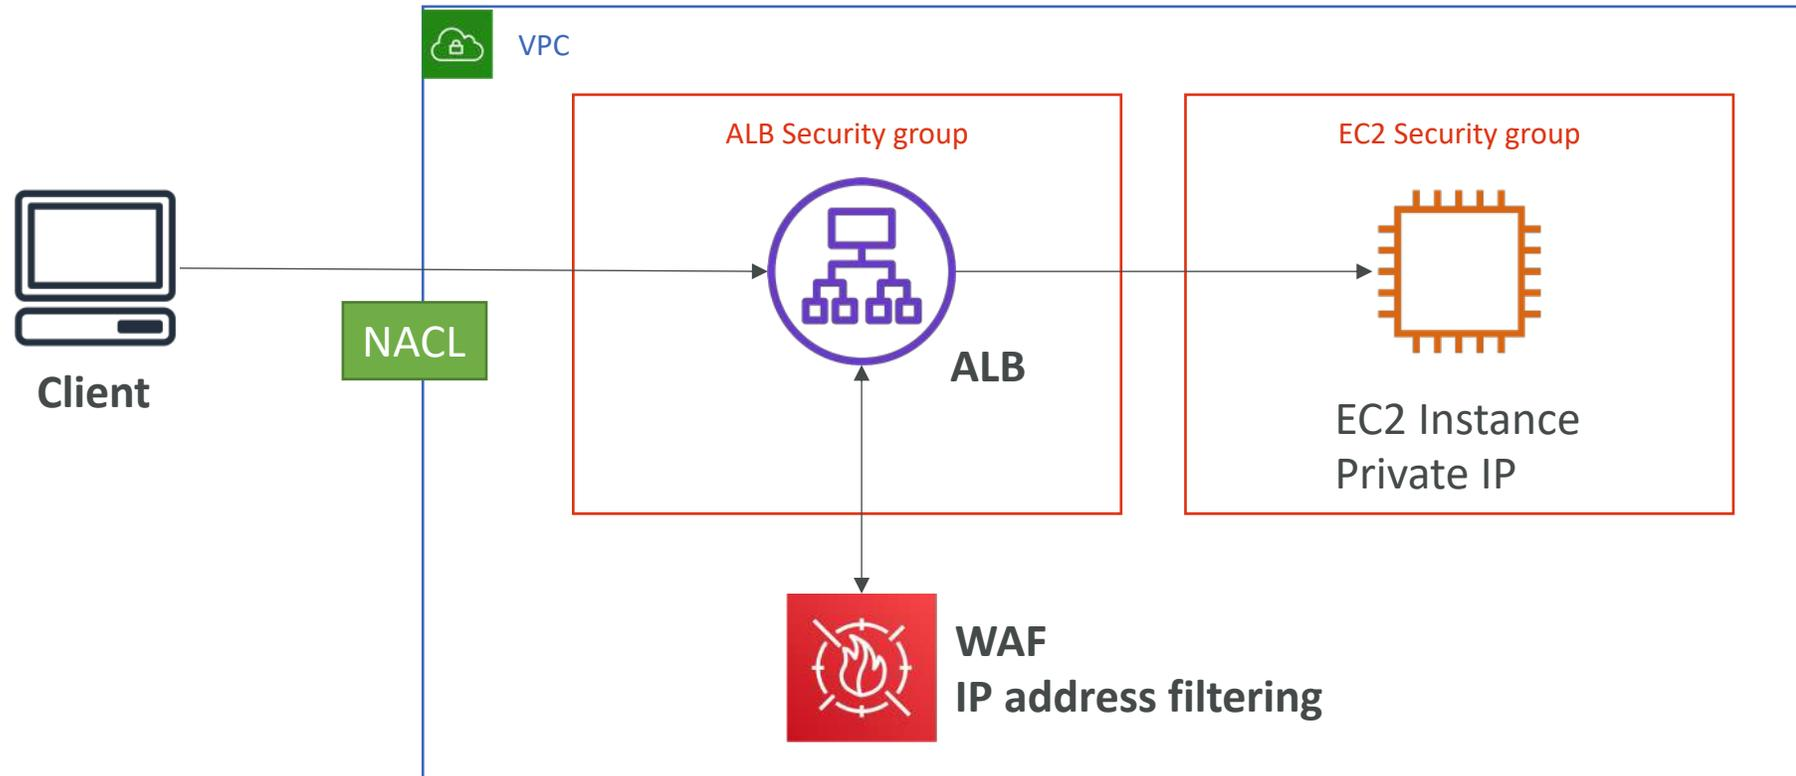 VPC
ALB Security group
EC2 Security group
NACL
Client
ALB
EC2 Instance
Private IP
WAF
IP address filtering